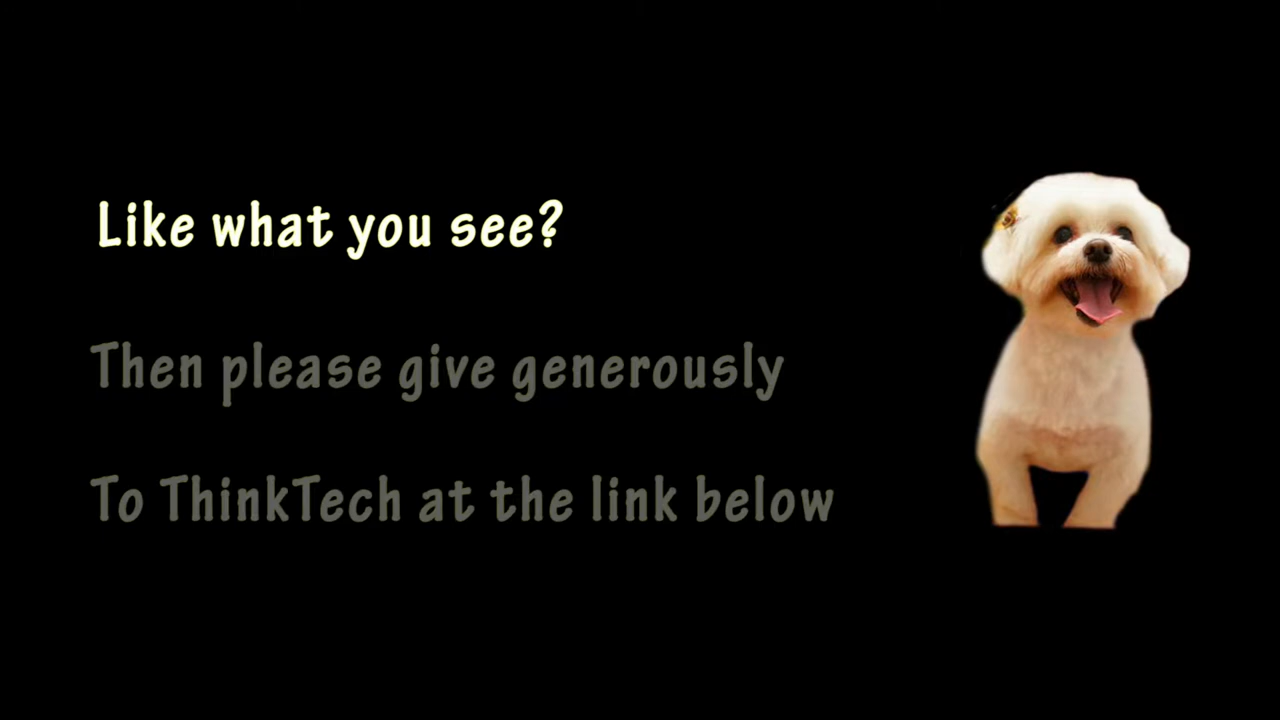 Like what you see?
Then please give generously
To ThinkTech at the link below